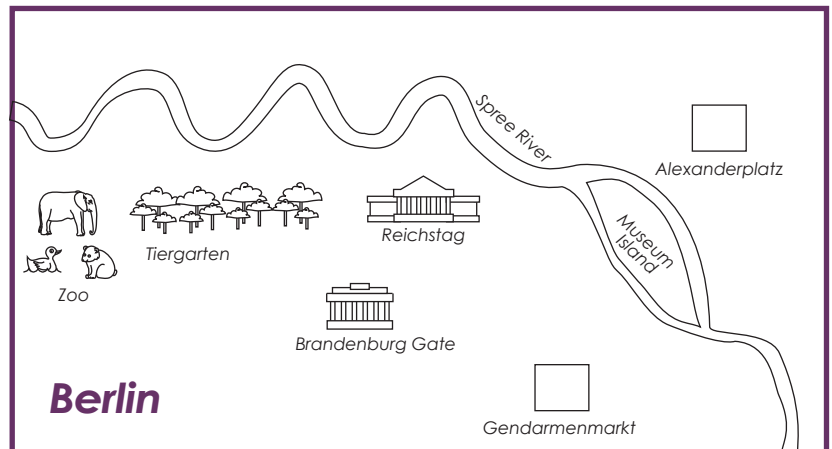 Spree River
Alexanderplatz
Museum
Island
Reichstag
Tiergarten
Zoo
Brandenburg Gate
Berlin
Gendarmenmarkt